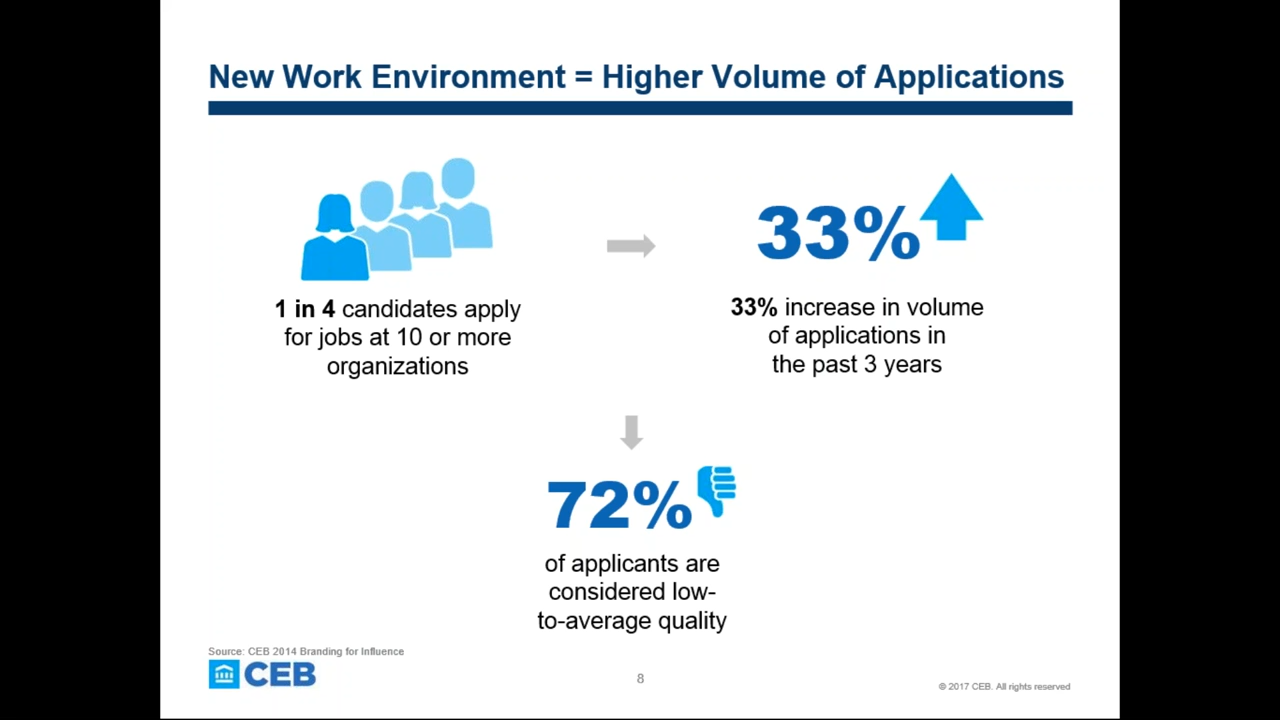 New Work Environment = Higher Volume of Applications
1 in 4 candidates apply
for jobs at 10 or more
organizations
33%
33% increase in volume
of applications in
the past 3 years
72%
of applicants are
considered low-
to-average quality
Source: CEB 2014 Branding for Influence
CEB
8
© 2017 CEB. All rights reserved